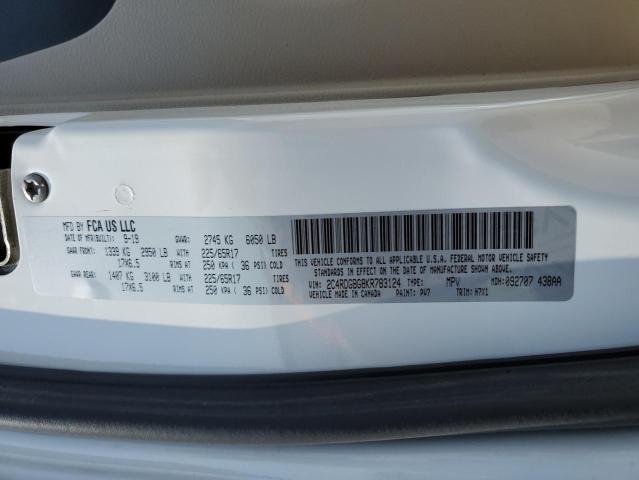 MFD BY FCA US LLC
DATE OF MFR(BUILT): 9-19 GVWR: 2745 KG 6050 LB
GAWR FRONT: 1339 KG 2950 LB WITH 225/65R17 TIRES
17X6.5 RIMS AT 250 KPA ( 36 PSI) COLD
GAWR REAR: 1407 KG 3100 LB WITH 225/65R17 TIRES
17X6.5 RIMS AT 250 KPA ( 36 PSI) COLD
THIS VEHICLE CONFORMS TO ALL APPLICABLE U.S.A. FEDERAL MOTOR VEHICLE SAFETY
STANDARDS IN EFFECT ON THE DATE OF MANUFACTURE SHOWN ABOVE
VIN: 2C4RDGBG8KR783124 TYPE: MPV MDH: 092707 438AA
VEHICLE MADE IN CANADA PAINT: PW7 TRIM: H7X1